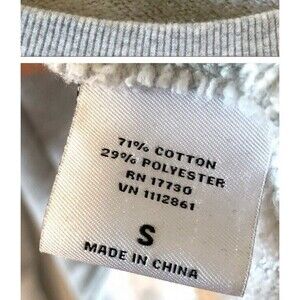 71% COTTON
29% POLYESTER
RN 17730
VN 1112861
S
MADE IN CHINA